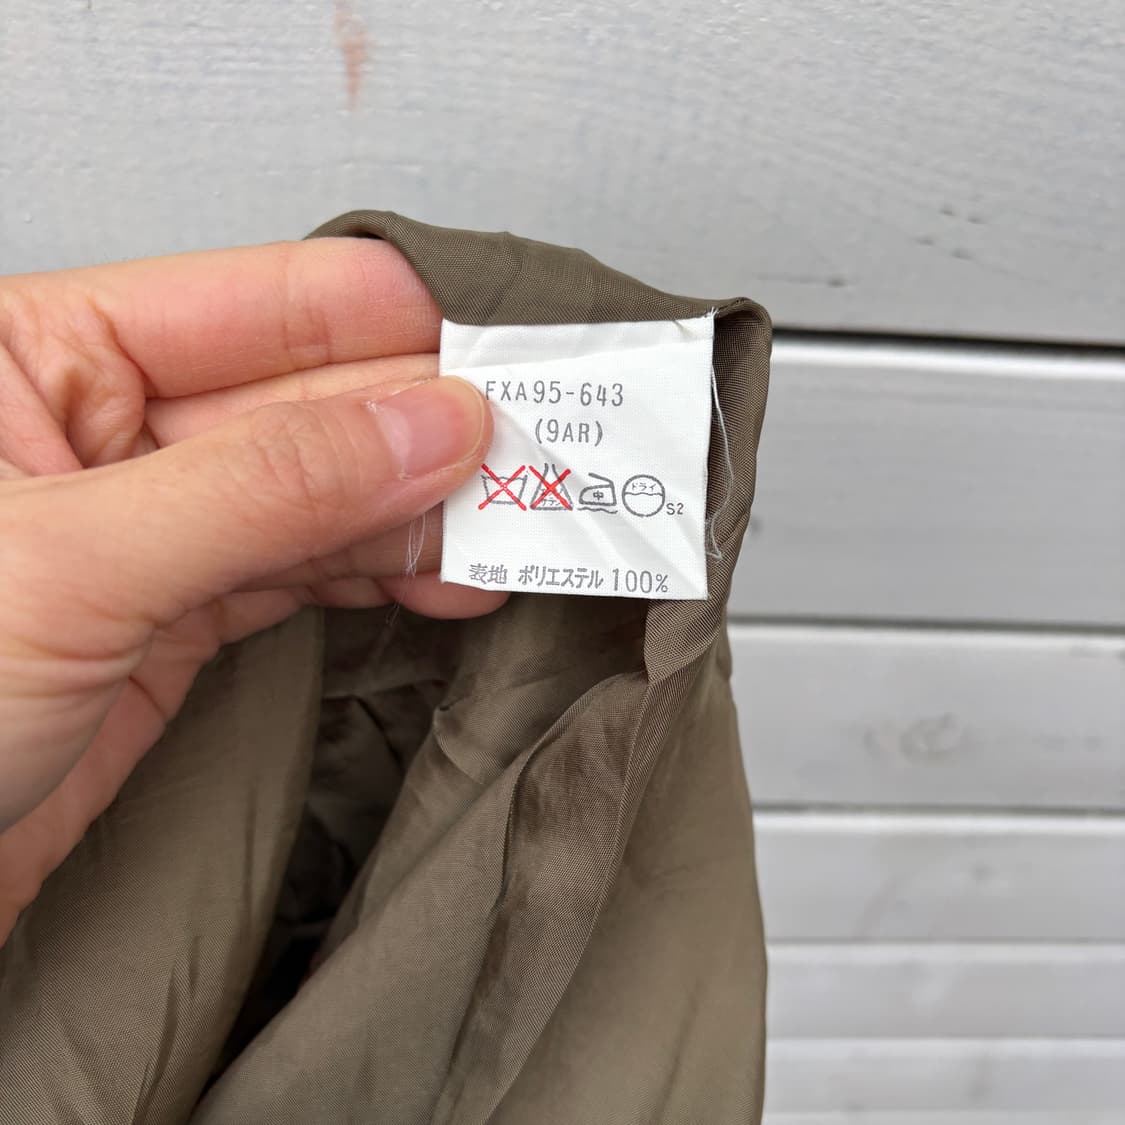 FXA95-643
(9AR)
中 ドライ S2
表地 ポリエステル 100%